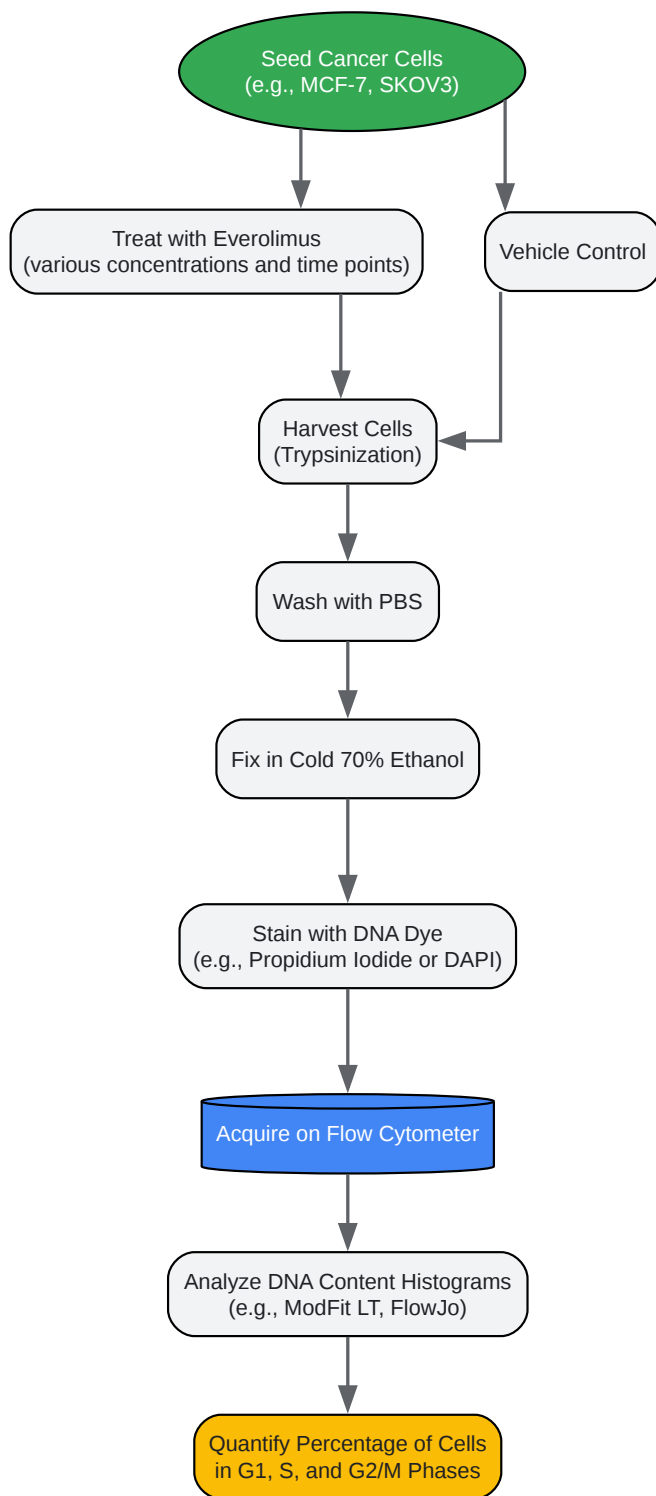 Seed Cancer Cells
(e.g., MCF-7, SKOV3)
Treat with Everolimus
(various concentrations and time points)
Vehicle Control
Harvest Cells
(Trypsinization)
Wash with PBS
Fix in Cold 70% Ethanol
Stain with DNA Dye
(e.g., Propidium Iodide or DAPI)
Acquire on Flow Cytometer
Analyze DNA Content Histograms
(e.g., ModFit LT, FlowJo)
Quantify Percentage of Cells
in G1, S, and G2/M Phases